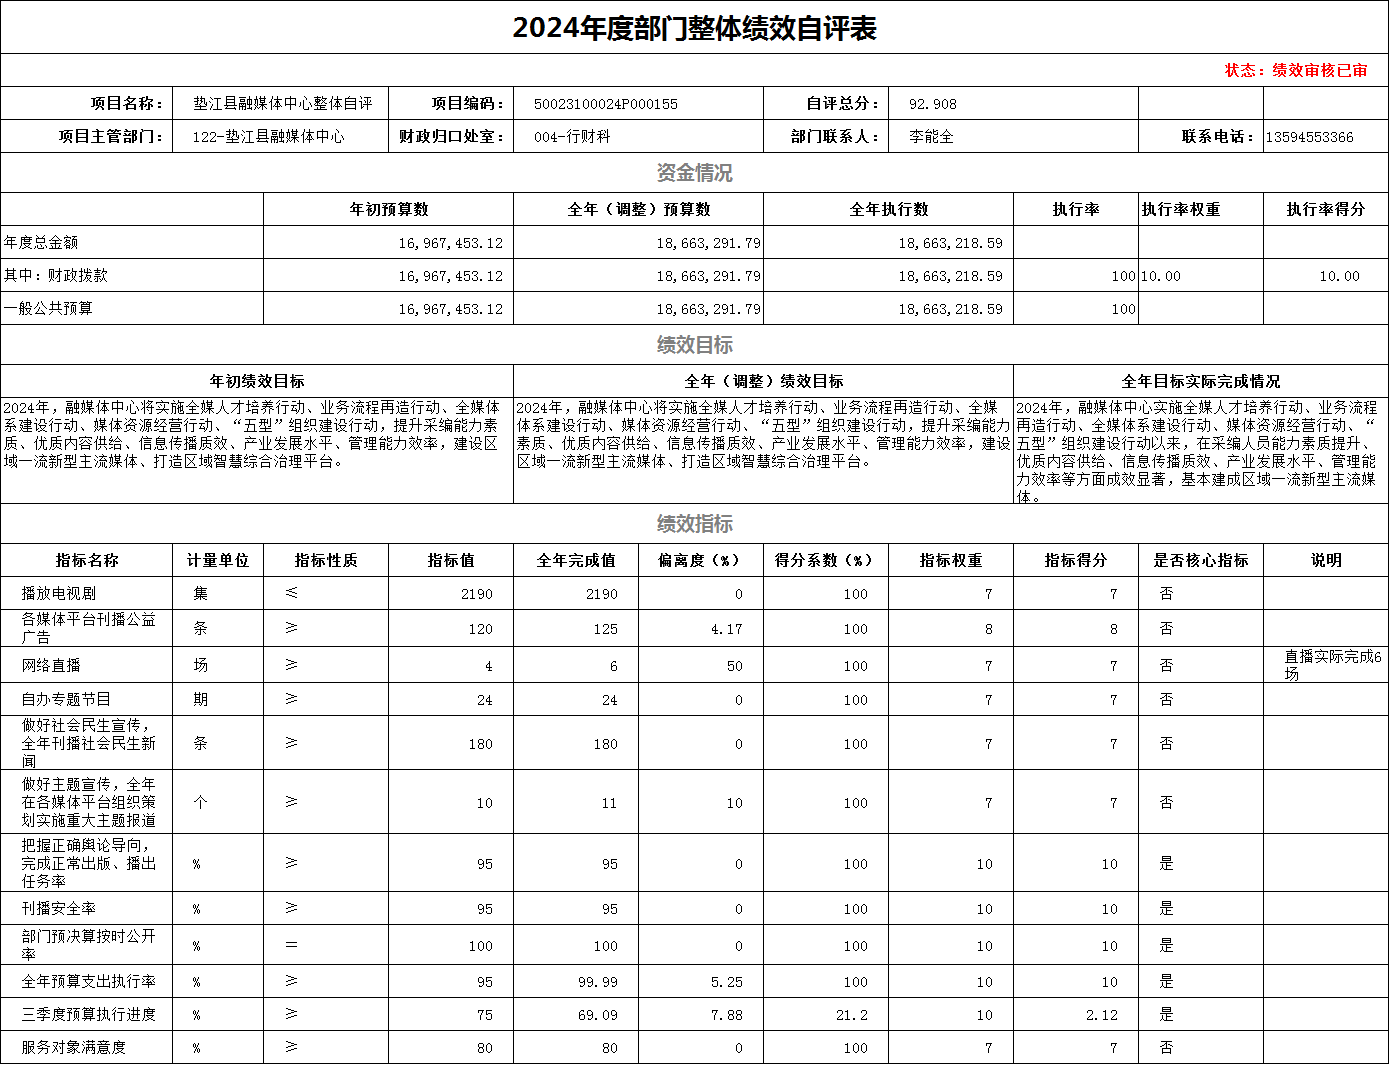 2024年度部门整体绩效自评表
状态：绩效审核已审
项目名称： 垫江县融媒体中心整体自评 项目编码： 50023100024P000155 自评总分： 92.908
项目主管部门： 122-垫江县融媒体中心 财政归口处室： 004-行财科 部门联系人： 李能全 联系电话： 13594553366
资金情况
年初预算数 全年（调整）预算数 全年执行数 执行率 执行率权重 执行率得分
年度总金额 16,967,453.12 18,663,291.79 18,663,218.59
其中：财政拨款 16,967,453.12 18,663,291.79 18,663,218.59 100 10.00 10.00
一般公共预算 16,967,453.12 18,663,291.79 18,663,218.59 100
绩效目标
年初绩效目标 全年（调整）绩效目标 全年目标实际完成情况
2024年，融媒体中心将实施全媒人才培养行动、业务流程再造行动、全媒体
系建设行动、媒体资源经营行动、“五型”组织建设行动，提升采编能力素
质、优质内容供给、信息传播质效、产业发展水平、管理能力效率，建设区
域一流新型主流媒体、打造区域智慧综合治理平台。
2024年，融媒体中心将实施全媒人才培养行动、业务流程再造行动、全媒
体系建设行动、媒体资源经营行动、“五型”组织建设行动，提升采编能力
素质、优质内容供给、信息传播质效、产业发展水平、管理能力效率，建设
区域一流新型主流媒体、打造区域智慧综合治理平台。
2024年，融媒体中心实施全媒人才培养行动、业务流程
再造行动、全媒体系建设行动、媒体资源经营行动、“
五型”组织建设行动以来，在采编人员能力素质提升、
优质内容供给、信息传播质效、产业发展水平、管理能
力效率等方面成效显著，基本建成区域一流新型主流媒
体。
绩效指标
指标名称 计量单位 指标性质 指标值 全年完成值 偏离度（%） 得分系数（%） 指标权重 指标得分 是否核心指标 说明
播放电视剧 集 ≤ 2190 2190 0 100 7 7 否
各媒体平台刊播公益
广告 条 ≥ 120 125 4.17 100 8 8 否
网络直播 场 ≥ 4 6 50 100 7 7 否 直播实际完成6
场
自办专题节目 期 ≥ 24 24 0 100 7 7 否
做好社会民生宣传，
全年刊播社会民生新
闻 条 ≥ 180 180 0 100 7 7 否
做好主题宣传，全年
在各媒体平台组织策
划实施重大主题报道 个 ≥ 10 11 10 100 7 7 否
把握正确舆论导向，
完成正常出版、播出
任务率 % ≥ 95 95 0 100 10 10 是
刊播安全率 % ≥ 95 95 0 100 10 10 是
部门预决算按时公开
率 % ＝ 100 100 0 100 10 10 是
全年预算支出执行率 % ≥ 95 99.99 5.25 100 10 10 是
三季度预算执行进度 % ≥ 75 69.09 7.88 21.2 10 2.12 是
服务对象满意度 % ≥ 80 80 0 100 7 7 否